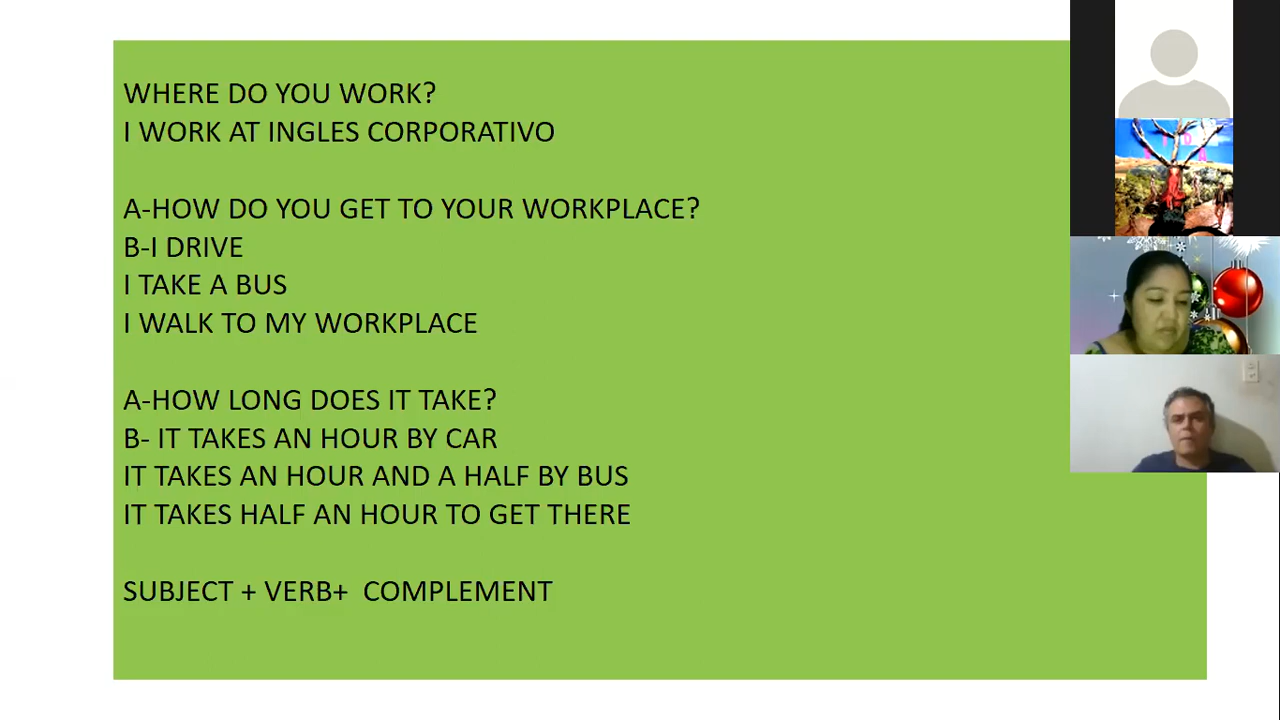 WHERE DO YOU WORK?
I WORK AT INGLES CORPORATIVO
A-HOW DO YOU GET TO YOUR WORKPLACE?
B-I DRIVE
I TAKE A BUS
I WALK TO MY WORKPLACE
A-HOW LONG DOES IT TAKE?
B- IT TAKES AN HOUR BY CAR
IT TAKES AN HOUR AND A HALF BY BUS
IT TAKES HALF AN HOUR TO GET THERE
SUBJECT + VERB+  COMPLEMENT